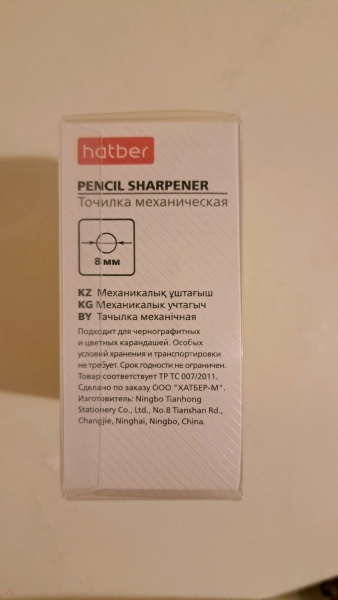 hatber
PENCIL SHARPENER
Точилка механическая
8 мм
KZ Механикалық ұштағыш
KG Механикалык учтагыч
BY Тачылка механічная
Подходит для чернографитных
и цветных карандашей. Особых
условий хранения и транспортировки
не требует. Срок годности не ограничен.
Товар соответствует ТР ТС 007/2011.
Сделано по заказу ООО "ХАТБЕР-М".
Изготовитель: Ningbo Tianhong
Stationery Co., Ltd., No.8 Tianshan Rd.,
Changjie, Ninghai, Ningbo, China.